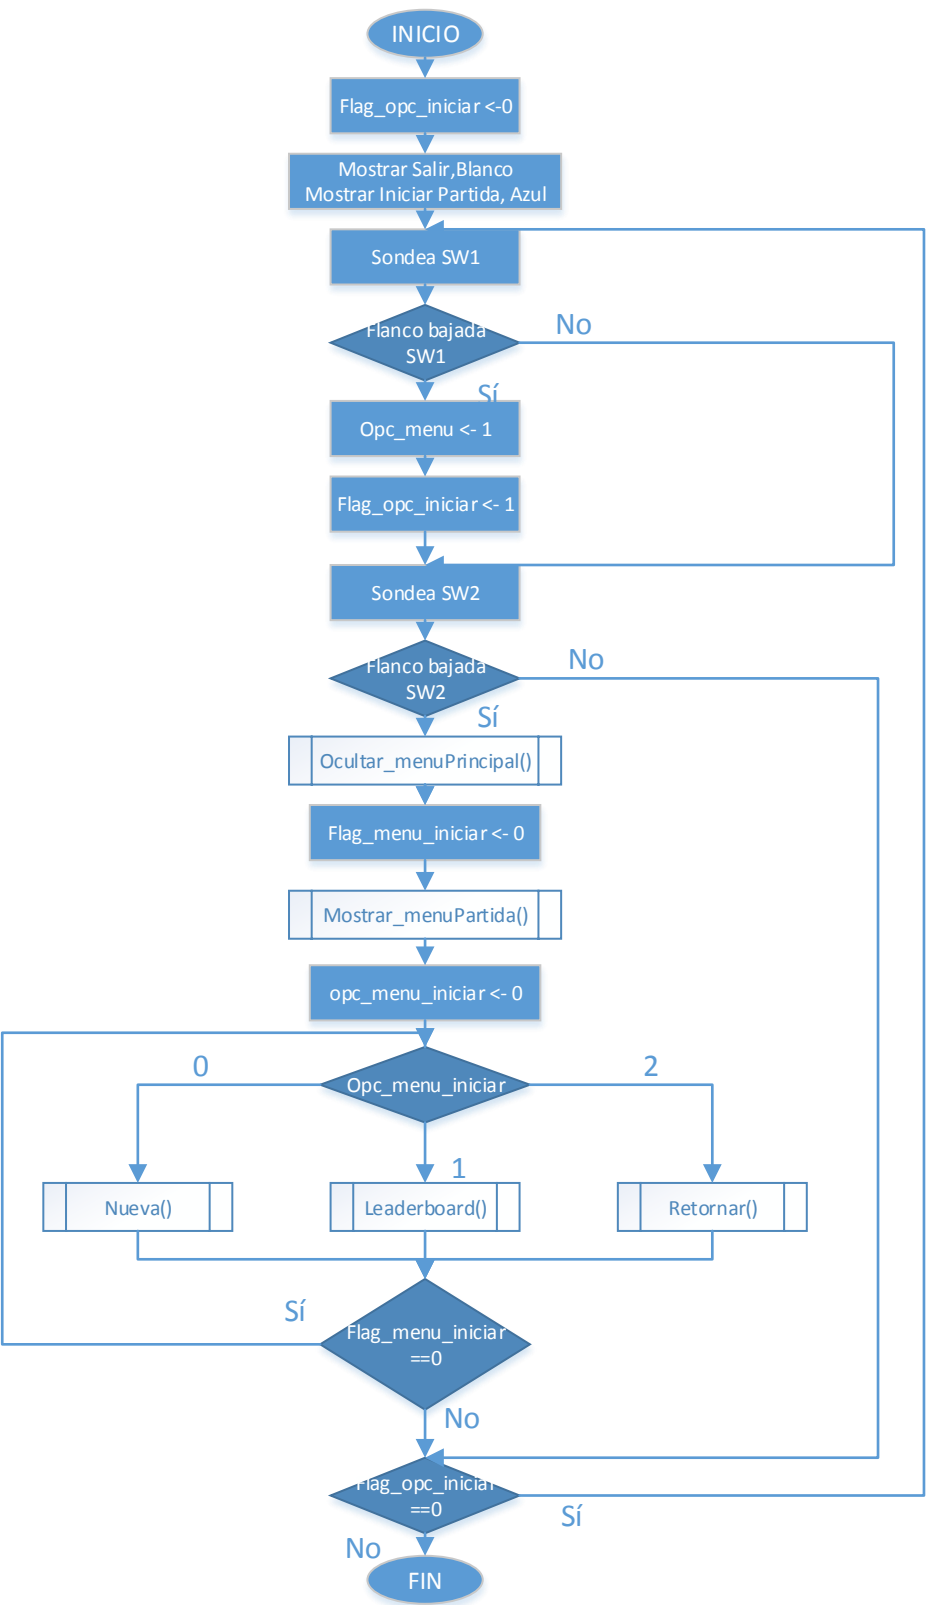 INICIO
Flag_opc_iniciar <-0
Mostrar Salir,Blanco
Mostrar Iniciar Partida, Azul
Sondea SW1
Flanco bajada
SW1
No
Sí
Opc_menu <- 1
Flag_opc_iniciar <- 1
Sondea SW2
Flanco bajada
SW2
No
Sí
Ocultar_menuPrincipal()
Flag_menu_iniciar <- 0
Mostrar_menuPartida()
opc_menu_iniciar <- 0
0
Opc_menu_iniciar
2
1
Nueva()
Leaderboard()
Retornar()
Sí
Flag_menu_iniciar
==0
No
Flag_opc_iniciar
==0
Sí
No
FIN